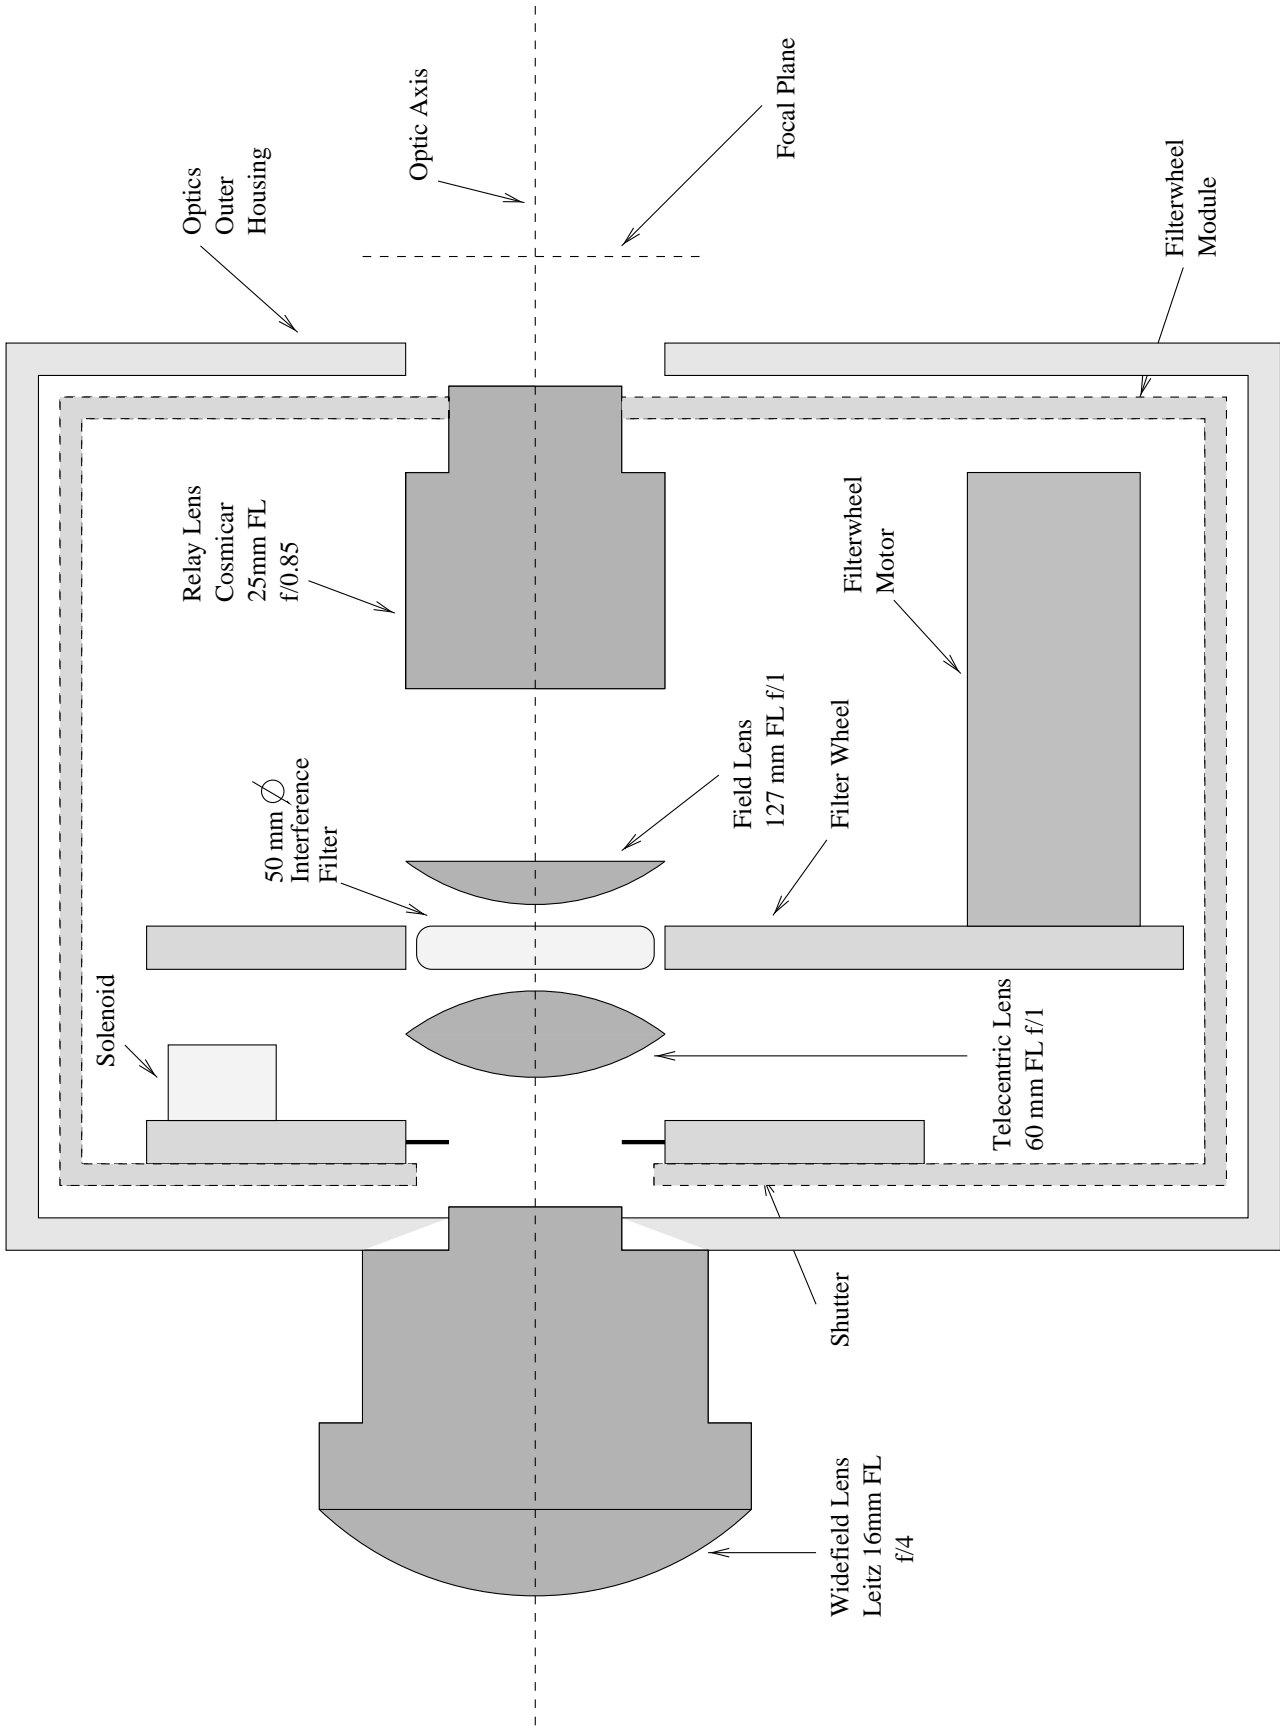 Optics
Outer
Housing
Optic Axis
Focal Plane
Filterwheel
Module
Relay Lens
Cosmicar
25mm FL
f/0.85
Filterwheel
Motor
50 mm ∅
Interference
Filter
Field Lens
127 mm FL f/1
Filter Wheel
Solenoid
Telecentric Lens
60 mm FL f/1
Shutter
Widefield Lens
Leitz 16mm FL
f/4